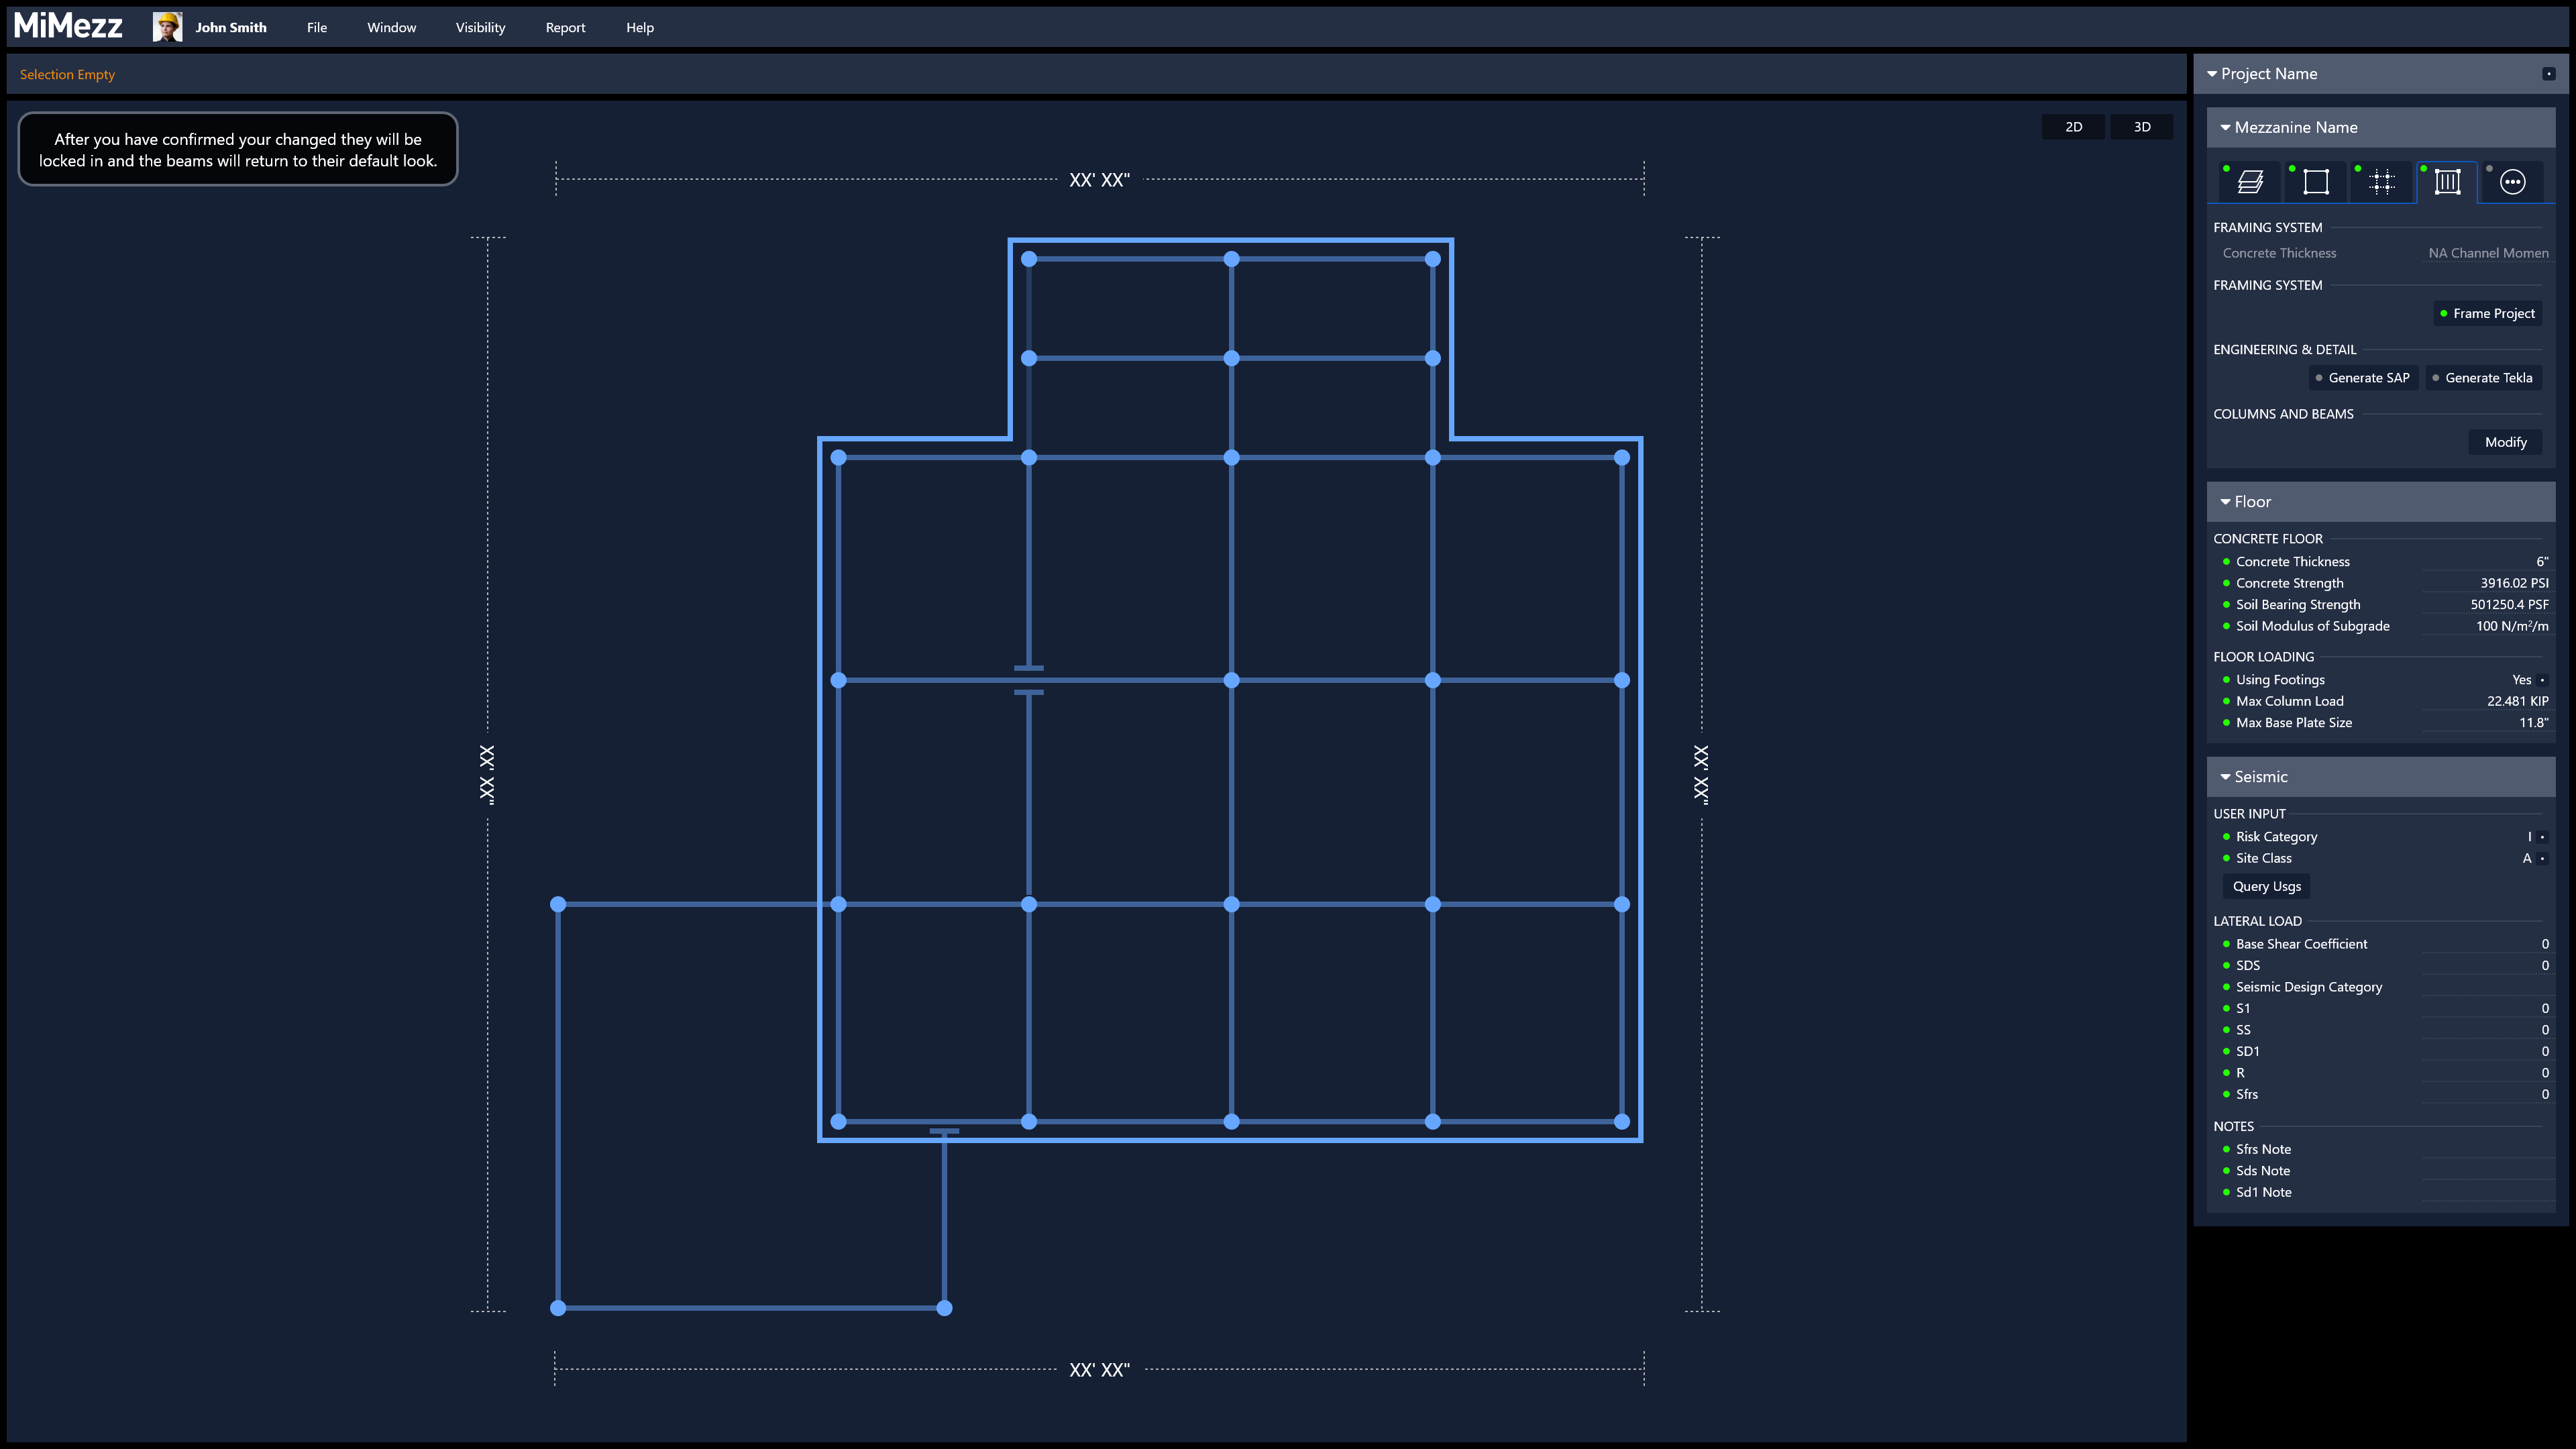 MiMezz
John Smith File Window Visibility Report Help
Selection Empty
After you have confirmed your changed they will be
locked in and the beams will return to their default look.
2D 3D
XX' XX"
XX' XX"
XX' XX"
XX' XX"
Project Name
Mezzanine Name
FRAMING SYSTEM
Concrete Thickness NA Channel Momen
FRAMING SYSTEM
Frame Project
ENGINEERING & DETAIL
Generate SAP Generate Tekla
COLUMNS AND BEAMS
Modify
Floor
CONCRETE FLOOR
Concrete Thickness 6"
Concrete Strength 3916.02 PSI
Soil Bearing Strength 501250.4 PSF
Soil Modulus of Subgrade 100 N/m²/m
FLOOR LOADING
Using Footings Yes
Max Column Load 22.481 KIP
Max Base Plate Size 11.8"
Seismic
USER INPUT
Risk Category I
Site Class A
Query Usgs
LATERAL LOAD
Base Shear Coefficient 0
SDS 0
Seismic Design Category
S1 0
SS 0
SD1 0
R 0
Sfrs 0
NOTES
Sfrs Note
Sds Note
Sd1 Note